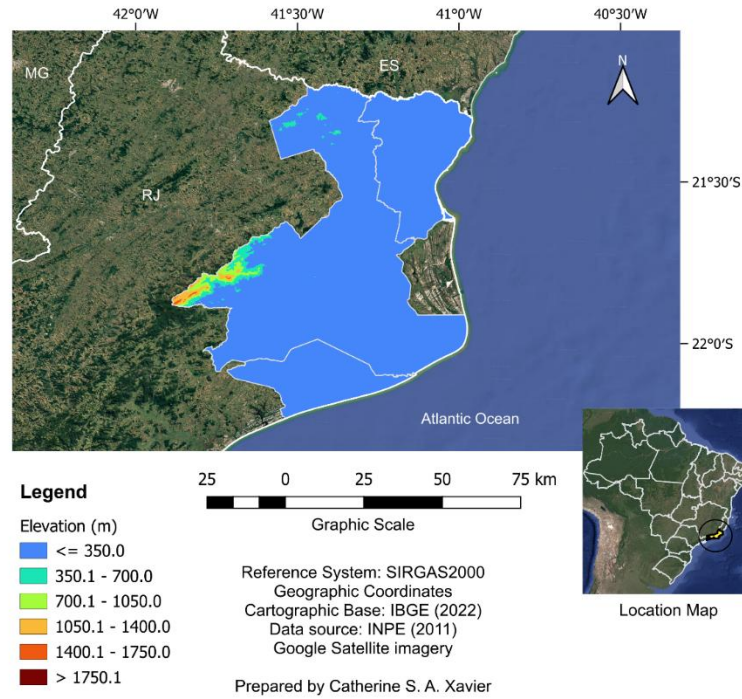 42°0'W 41°30'W 41°0'W 40°30'W
MG
ES
N
RJ
21°30'S
22°0'S
Atlantic Ocean
Legend
Elevation (m)
<= 350.0
350.1 - 700.0
700.1 - 1050.0
1050.1 - 1400.0
1400.1 - 1750.0
> 1750.1
25 0 25 50 75 km
Graphic Scale
Reference System: SIRGAS2000
Geographic Coordinates
Cartographic Base: IBGE (2022)
Data source: INPE (2011)
Google Satellite imagery
Prepared by Catherine S. A. Xavier
Location Map